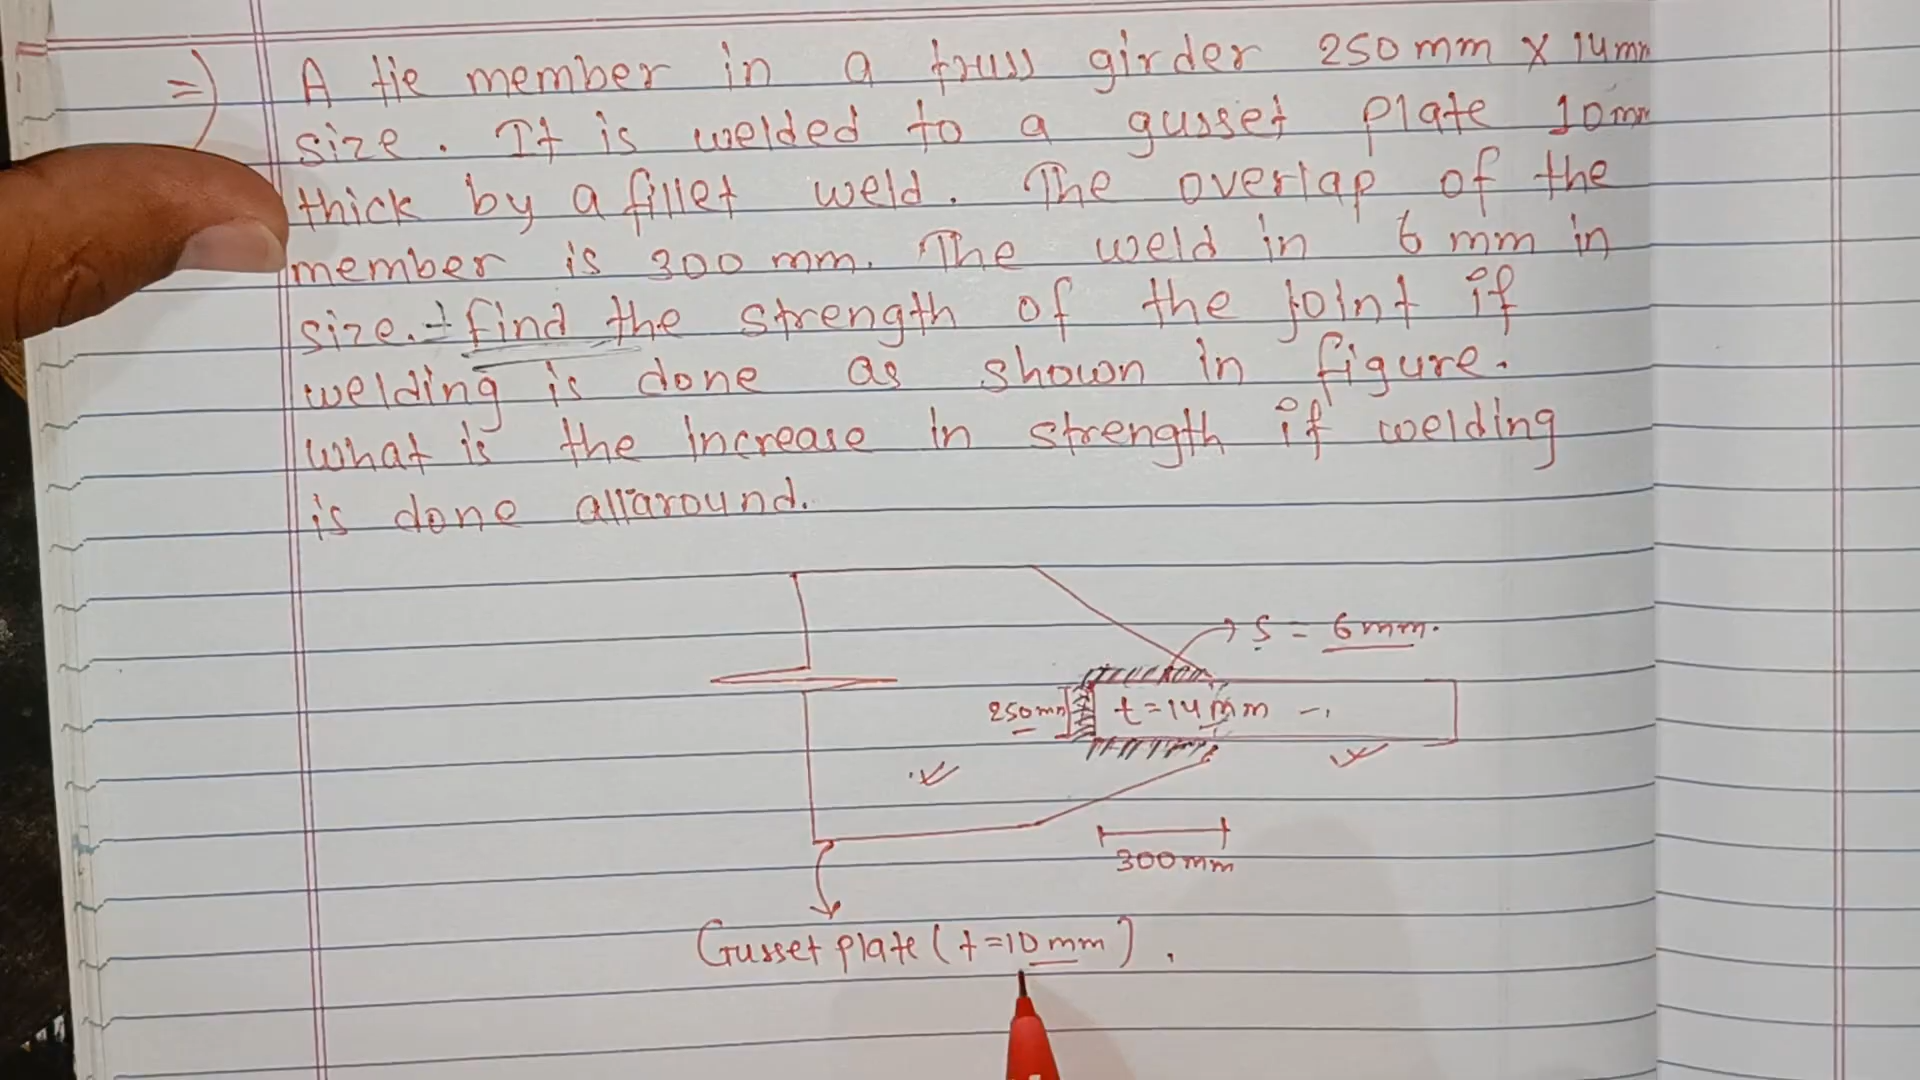 =) A tie member in a truss girder 250 mm x 14mm
size. It is welded to a gusset plate 10mm
thick by a fillet weld. The overlap of the
member is 300 mm. The weld in 6 mm in
size. find the strength of the joint if
welding is done as shown in figure.
what is the increase in strength if welding
is done allaround.
S = 6mm.
250mm
t=14mm
300mm
Gusset plate (t=10mm).